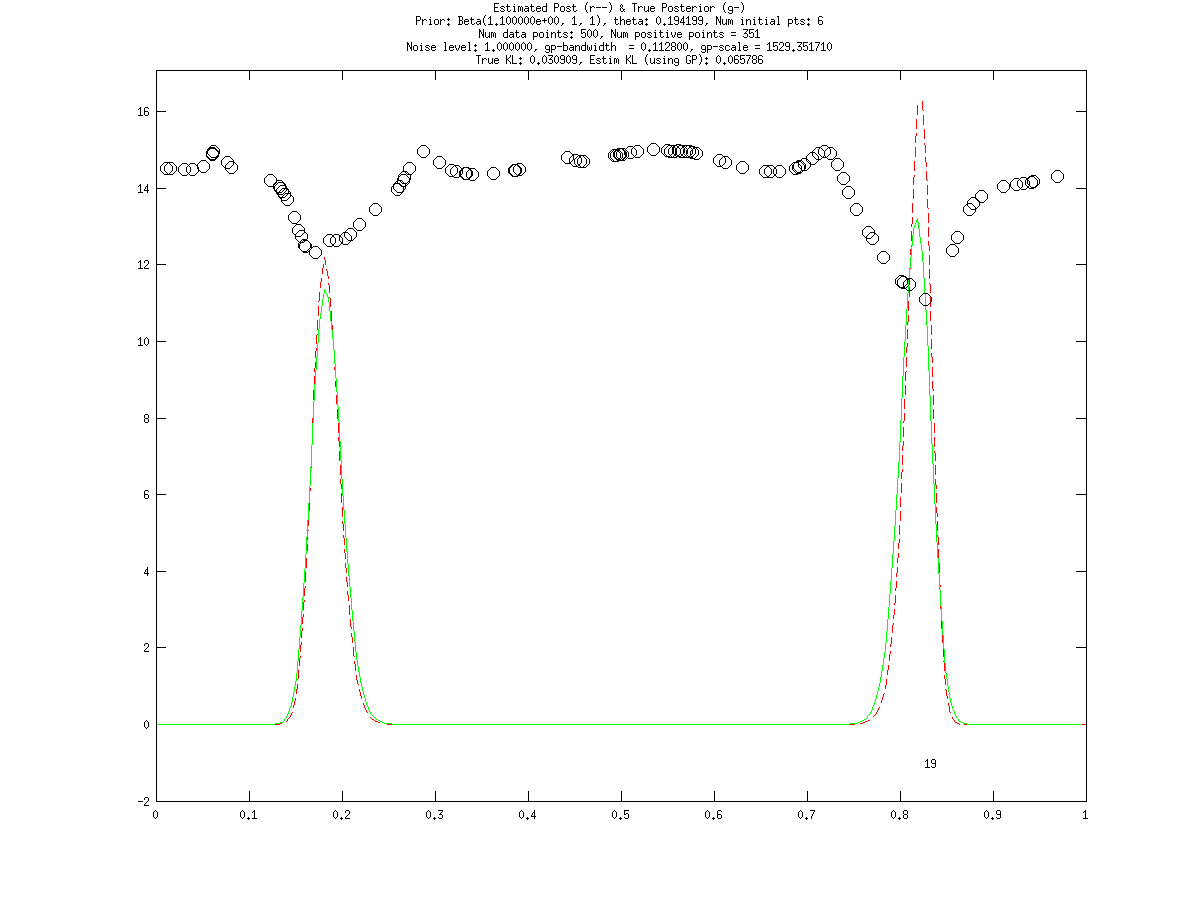 Estimated Post (r--) & True Posterior (g-)
Prior: Beta(1.100000e+00, 1, 1), theta: 0.194199, Num initial pts: 6
Num data points: 500, Num positive points = 351
Noise level: 1.000000, gp-bandwidth  = 0.112800, gp-scale = 1529.351710
True KL: 0.030909, Estim KL (using GP): 0.065786
16
14
12
10
8
6
4
2
0
19
-2
0 0.1 0.2 0.3 0.4 0.5 0.6 0.7 0.8 0.9 1